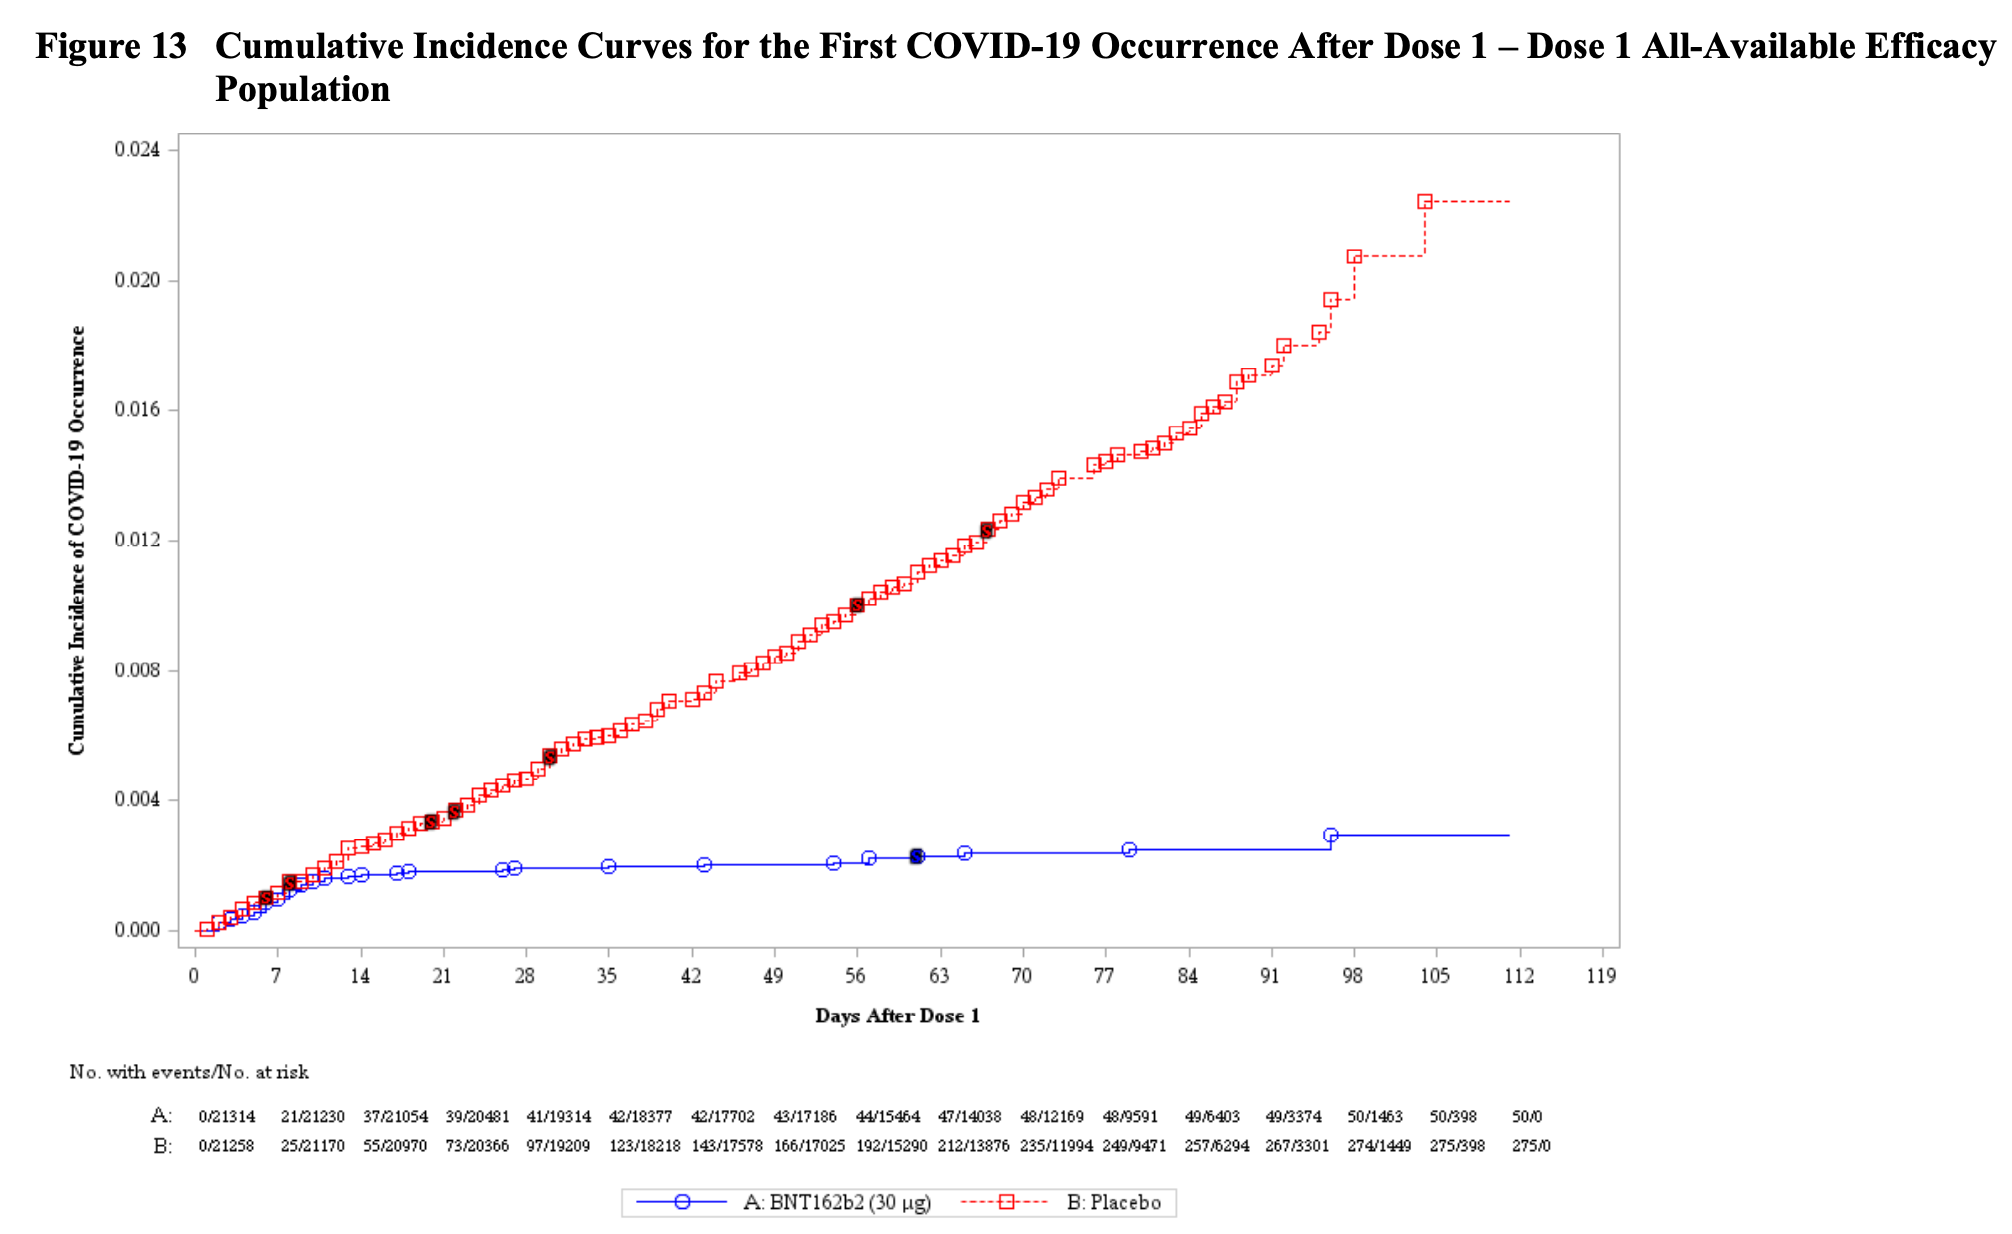 Figure 13 Cumulative Incidence Curves for the First COVID-19 Occurrence After Dose 1 – Dose 1 All-Available Efficacy
Population
0.024
0.020
0.016
0.012
0.008
0.004
0.000
Cumulative Incidence of COVID-19 Occurrence
0 7 14 21 28 35 42 49 56 63 70 77 84 91 98 105 112 119
Days After Dose 1
No. with events/No. at risk
A: 0/21314 21/21230 37/21054 39/20481 41/19314 42/18377 42/17702 43/17186 44/15464 47/14038 48/12169 48/9591 49/6403 49/3374 50/1463 50/398 50/0
B: 0/21258 25/21170 55/20970 73/20366 97/19209 123/18218 143/17578 166/17025 192/15290 212/13876 235/11994 249/9471 257/6294 267/3301 274/1449 275/398 275/0
A: BNT162b2 (30 μg) B: Placebo